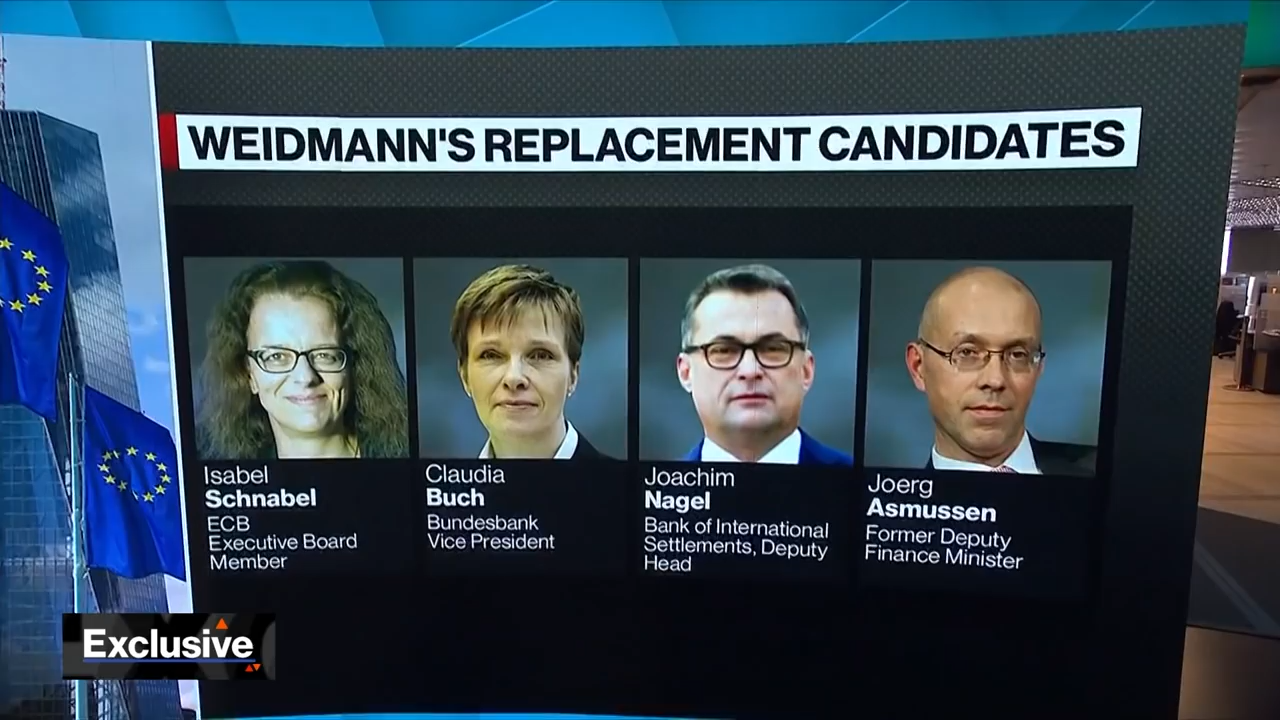 WEIDMANN'S REPLACEMENT CANDIDATES
Isabel
Schnabel
ECB
Executive Board
Member
Claudia
Buch
Bundesbank
Vice President
Joachim
Nagel
Bank of International
Settlements, Deputy
Head
Joerg
Asmussen
Former Deputy
Finance Minister
Exclusive